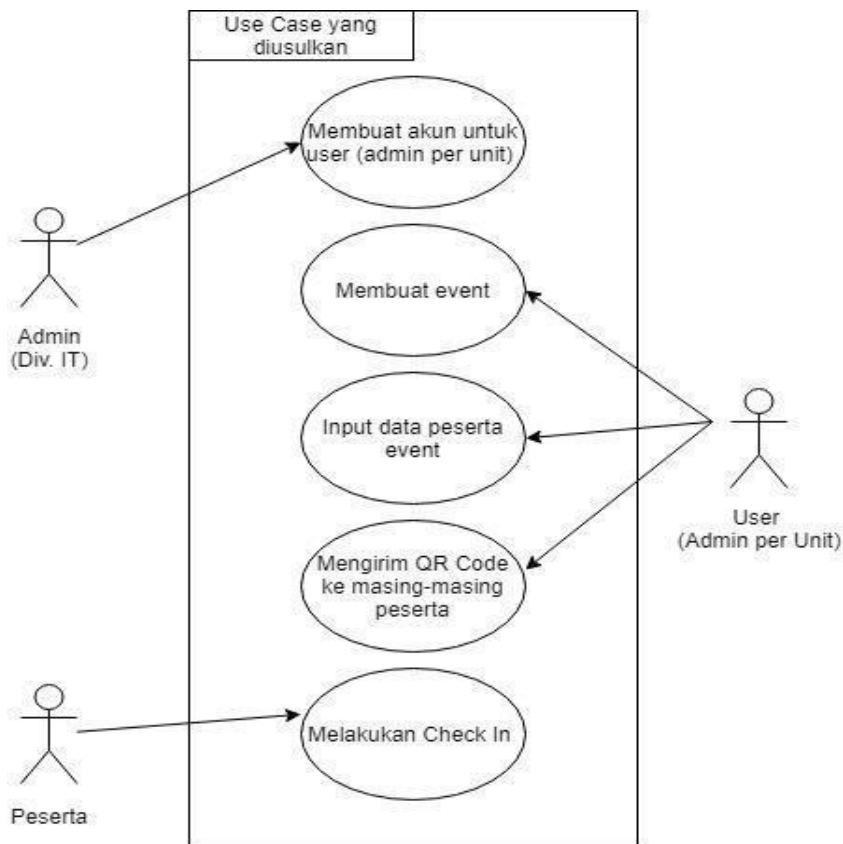 Use Case yang
diusulkan
Membuat akun untuk
user (admin per unit)
Membuat event
Admin
(Div. IT)
Input data peserta
event
User
(Admin per Unit)
Mengirim QR Code
ke masing-masing
peserta
Melakukan Check In
Peserta